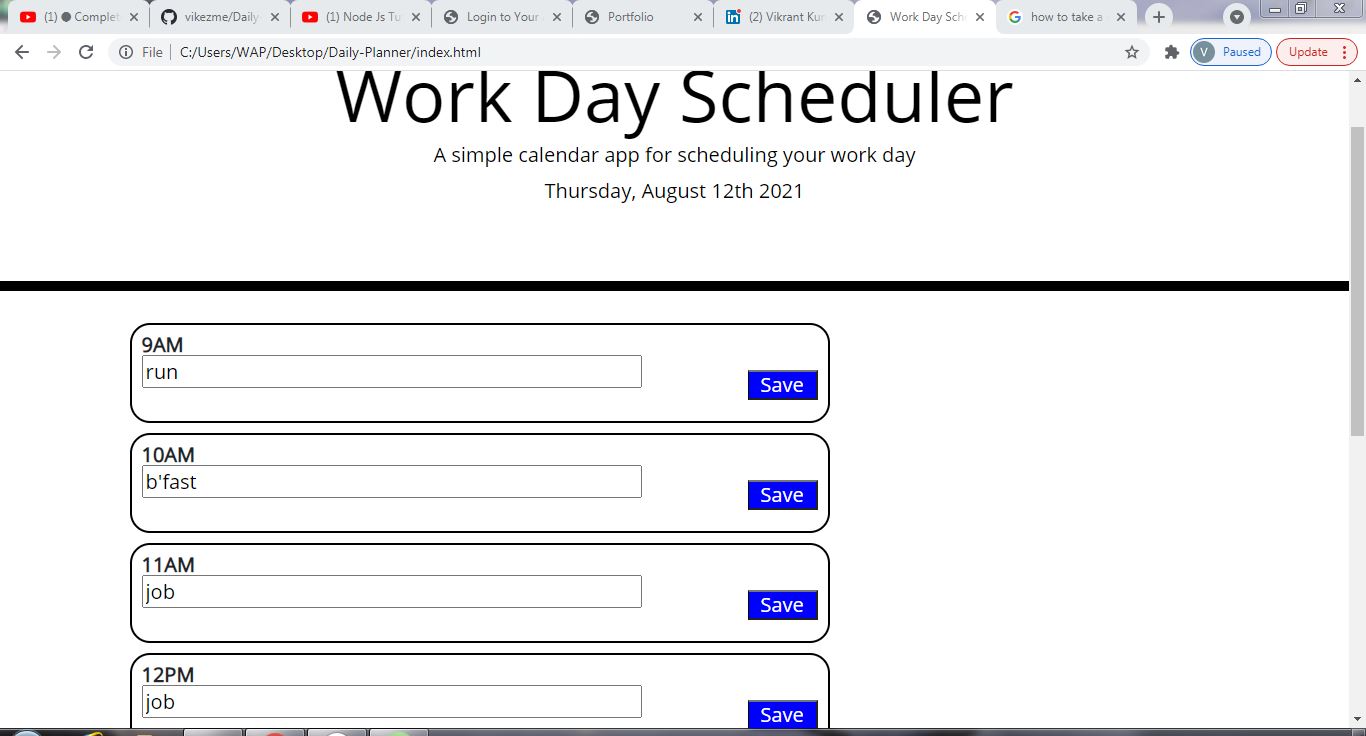 (1) ● Complet
vikezme/Daily
(1) Node Js Tu
Login to Your
Portfolio
(2) Vikrant Kun
Work Day Sch
how to take a
File
C:/Users/WAP/Desktop/Daily-Planner/index.html
V
Paused
Update
Work Day Scheduler
A simple calendar app for scheduling your work day
Thursday, August 12th 2021
9AM
run
Save
10AM
b'fast
Save
11AM
job
Save
12PM
job
Save